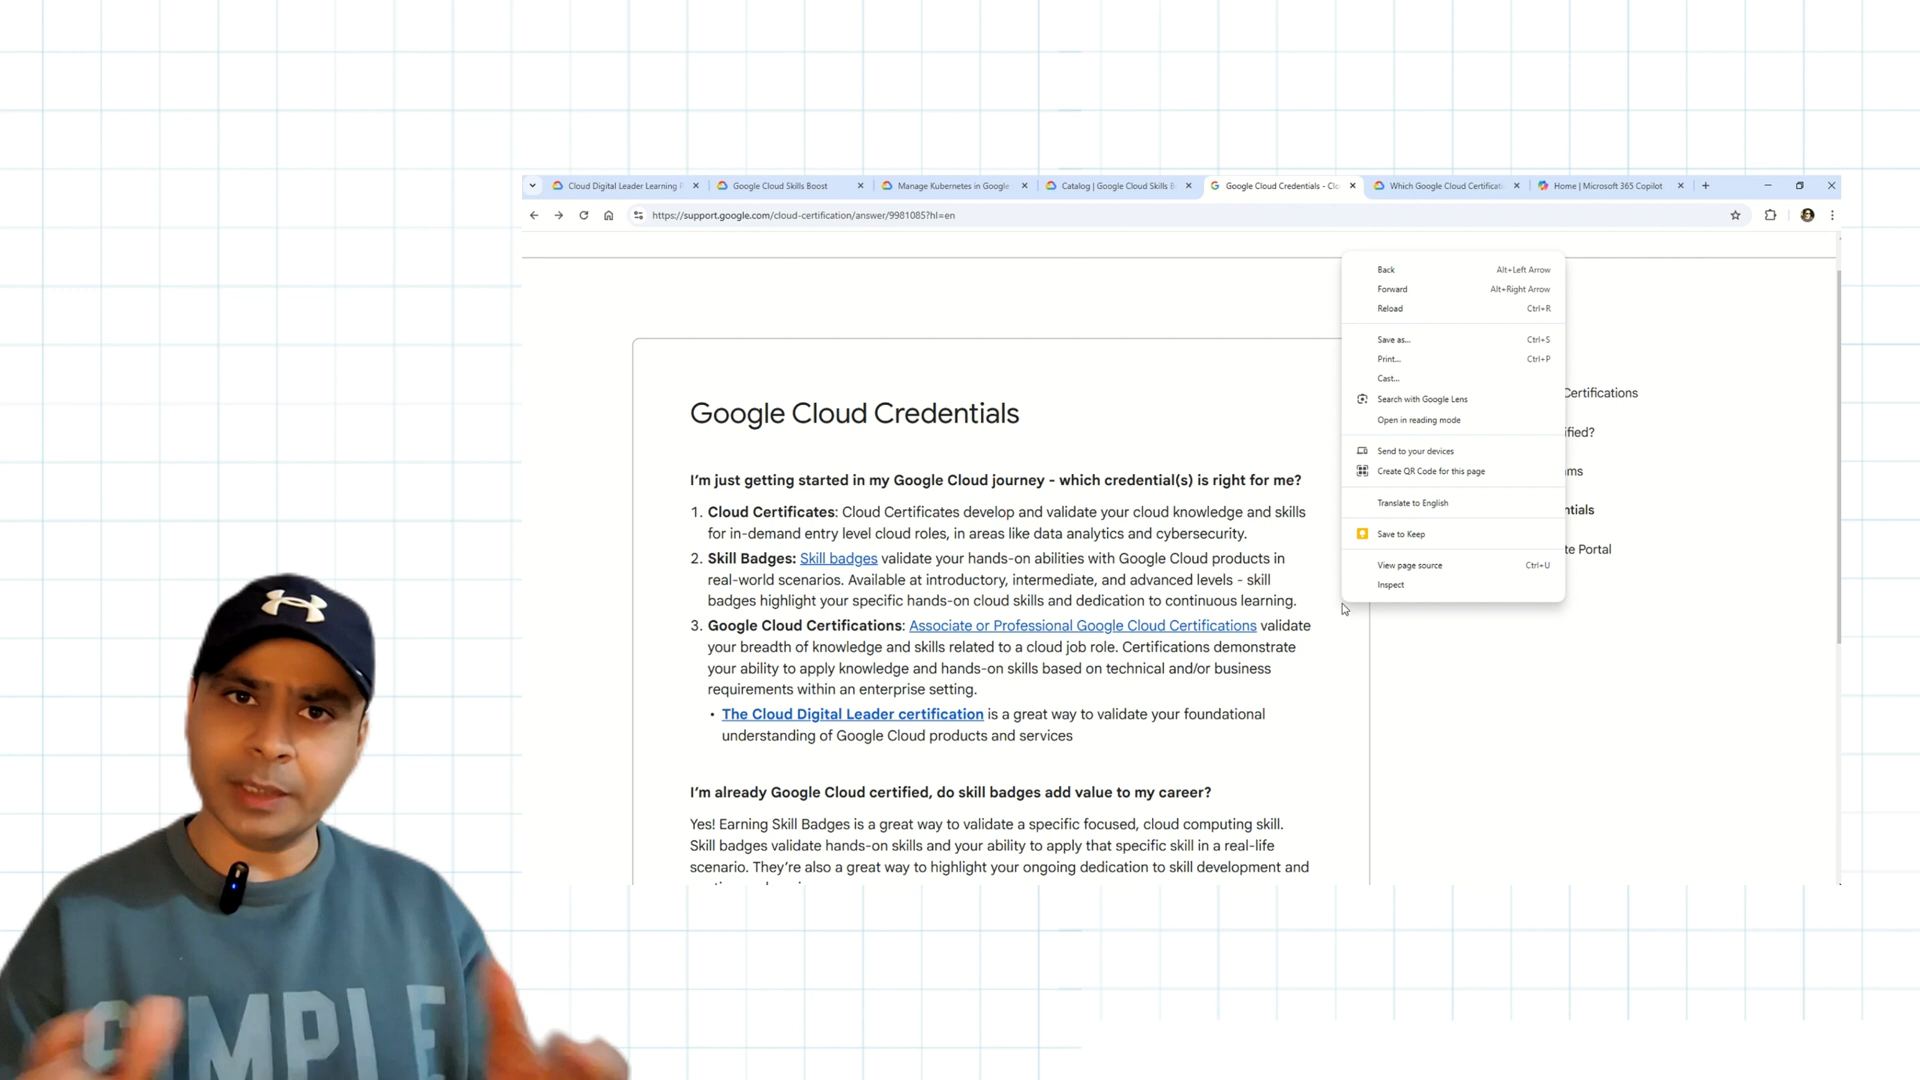 Cloud Digital Leader Learning
Google Cloud Skills Boost
Manage Kubernetes in Google
Catalog | Google Cloud Skills B
Google Cloud Credentials - Clo
Which Google Cloud Certificati
Home | Microsoft 365 Copilot
https://support.google.com/cloud-certification/answer/9981085?hl=en
Back Alt+Left Arrow
Forward Alt+Right Arrow
Reload Ctrl+R
Save as... Ctrl+S
Print... Ctrl+P
Cast...
Search with Google Lens
Open in reading mode
Send to your devices
Create QR Code for this page
Translate to English
Save to Keep
View page source Ctrl+U
Inspect
Certifications
ified?
ms
ntials
te Portal
Google Cloud Credentials
I'm just getting started in my Google Cloud journey - which credential(s) is right for me?
1. Cloud Certificates: Cloud Certificates develop and validate your cloud knowledge and skills
for in-demand entry level cloud roles, in areas like data analytics and cybersecurity.
2. Skill Badges: Skill badges validate your hands-on abilities with Google Cloud products in
real-world scenarios. Available at introductory, intermediate, and advanced levels - skill
badges highlight your specific hands-on cloud skills and dedication to continuous learning.
3. Google Cloud Certifications: Associate or Professional Google Cloud Certifications validate
your breadth of knowledge and skills related to a cloud job role. Certifications demonstrate
your ability to apply knowledge and hands-on skills based on technical and/or business
requirements within an enterprise setting.
• The Cloud Digital Leader certification is a great way to validate your foundational
understanding of Google Cloud products and services
I'm already Google Cloud certified, do skill badges add value to my career?
Yes! Earning Skill Badges is a great way to validate a specific focused, cloud computing skill.
Skill badges validate hands-on skills and your ability to apply that specific skill in a real-life
scenario. They're also a great way to highlight your ongoing dedication to skill development and